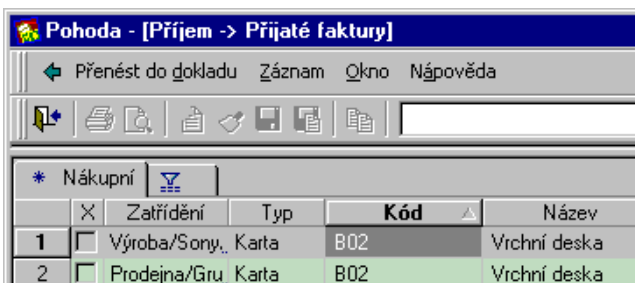 Pohoda - [Příjem -> Přijaté faktury]
Přenést do dokladu Záznam Okno Nápověda
Nákupní
X Zatřídění Typ Kód Název
1 Výroba/Sony, Karta B02 Vrchní deska
2 Prodejna/Gru Karta B02 Vrchní deska